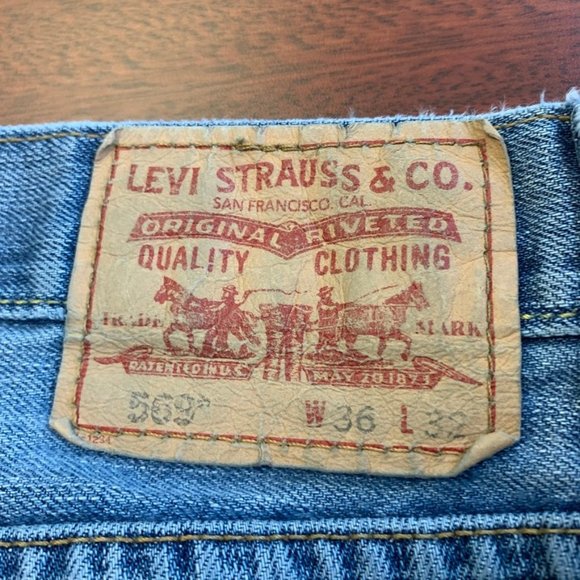 LEVI STRAUSS & CO.
SAN FRANCISCO, CAL.
ORIGINAL RIVETED
QUALITY CLOTHING
TRADE MARK
PATENTED IN U.S. MAY 20 1873
569* W 36 L 32
1234